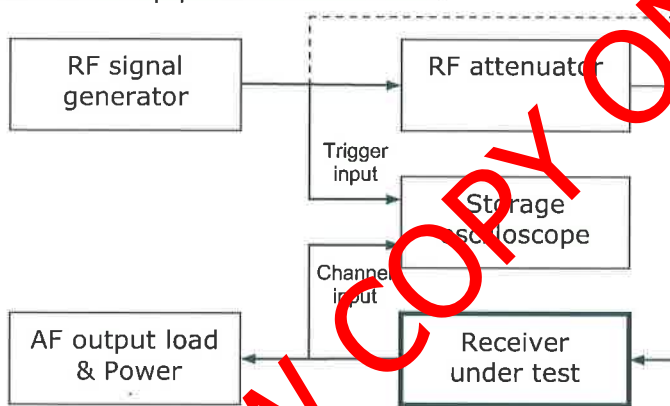 RF signal
generator
RF attenuator
Trigger
input
Storage
oscilloscope
Channel
input
AF output load
& Power
Receiver
under test
COPY